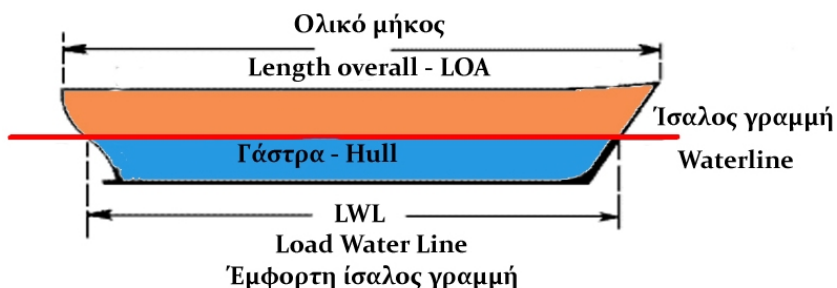 Ολικό μήκος
Length overall - LOA
Ίσαλος γραμμή
Γάστρα - Hull
Waterline
LWL
Load Water Line
Έμφορτη ίσαλος γραμμή